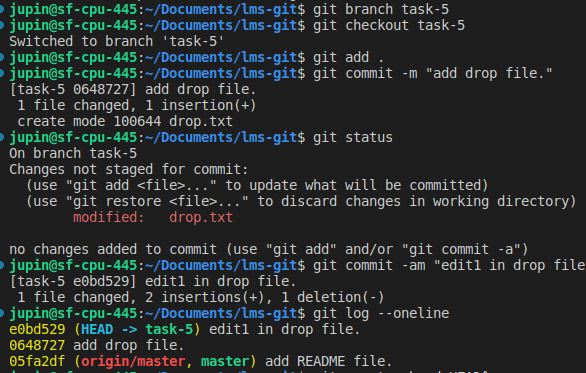 jupin@sf-cpu-445:~/Documents/lms-git$ git branch task-5
jupin@sf-cpu-445:~/Documents/lms-git$ git checkout task-5
Switched to branch 'task-5'
jupin@sf-cpu-445:~/Documents/lms-git$ git add .
jupin@sf-cpu-445:~/Documents/lms-git$ git commit -m "add drop file."
[task-5 0648727] add drop file.
 1 file changed, 1 insertion(+)
 create mode 100644 drop.txt
jupin@sf-cpu-445:~/Documents/lms-git$ git status
On branch task-5
Changes not staged for commit:
  (use "git add <file>..." to update what will be committed)
  (use "git restore <file>..." to discard changes in working directory)
        modified:   drop.txt

no changes added to commit (use "git add" and/or "git commit -a")
jupin@sf-cpu-445:~/Documents/lms-git$ git commit -am "edit1 in drop file
[task-5 e0bd529] edit1 in drop file.
 1 file changed, 2 insertions(+), 1 deletion(-)
jupin@sf-cpu-445:~/Documents/lms-git$ git log --oneline
e0bd529 (HEAD -> task-5) edit1 in drop file.
0648727 add drop file.
05fa2df (origin/master, master) add README file.